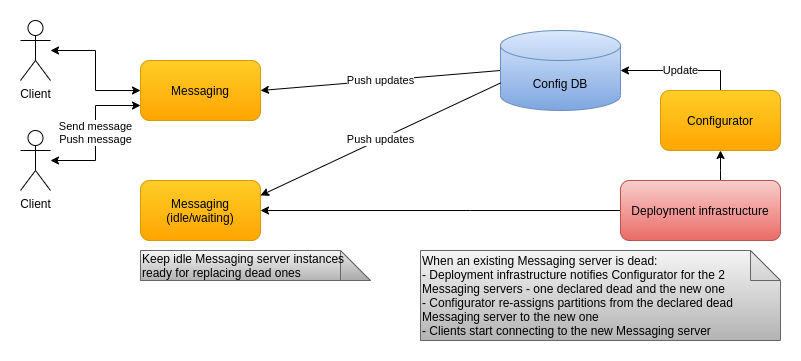 Client
Messaging
Push updates
Config DB
Update
Configurator
Send message
Push message
Push updates
Client
Messaging
(idle/waiting)
Deployment infrastructure
Keep idle Messaging server instances
ready for replacing dead ones
When an existing Messaging server is dead:
- Deployment infrastructure notifies Configurator for the 2
Messaging servers - one declared dead and the new one
- Configurator re-assigns partitions from the declared dead
Messaging server to the new one
- Clients start connecting to the new Messaging server